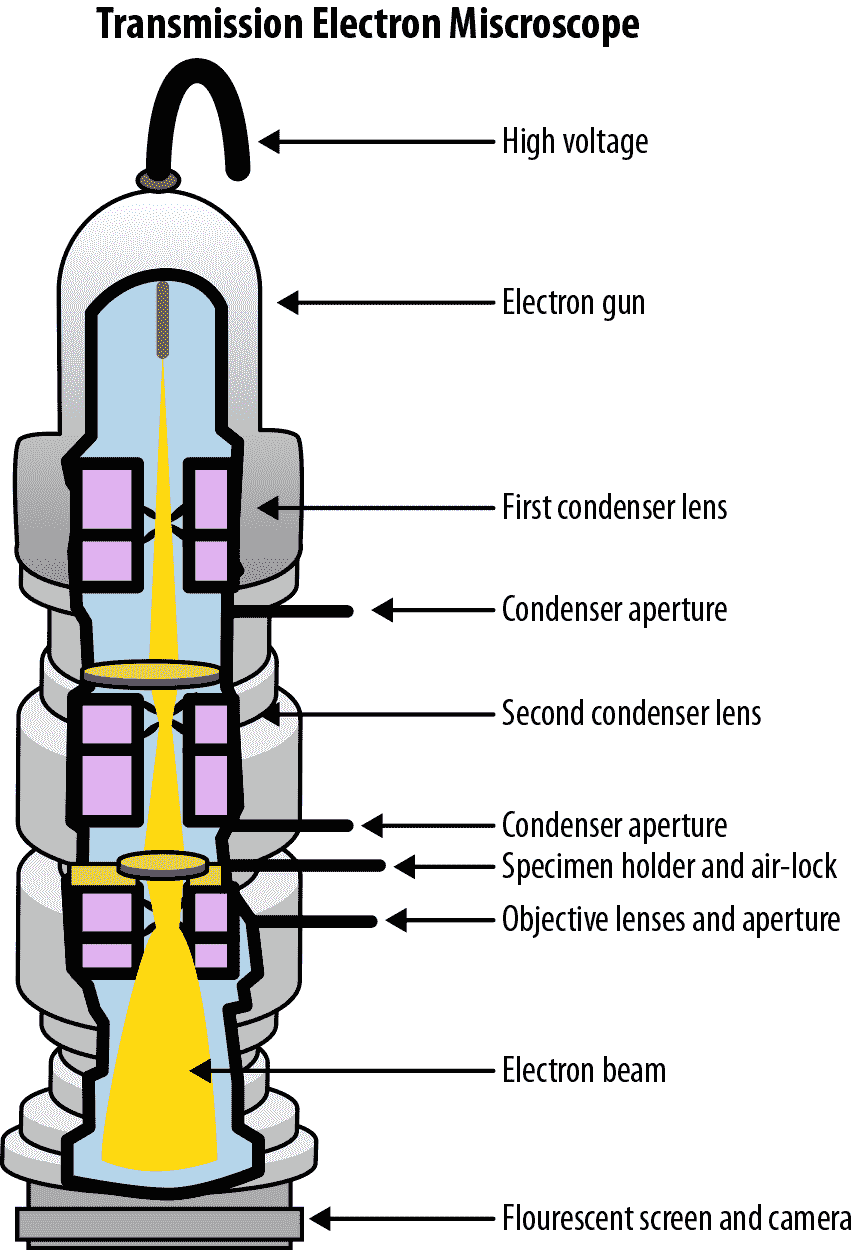 Transmission Electron Miscroscope
High voltage
Electron gun
First condenser lens
Condenser aperture
Second condenser lens
Condenser aperture
Specimen holder and air-lock
Objective lenses and aperture
Electron beam
Flourescent screen and camera